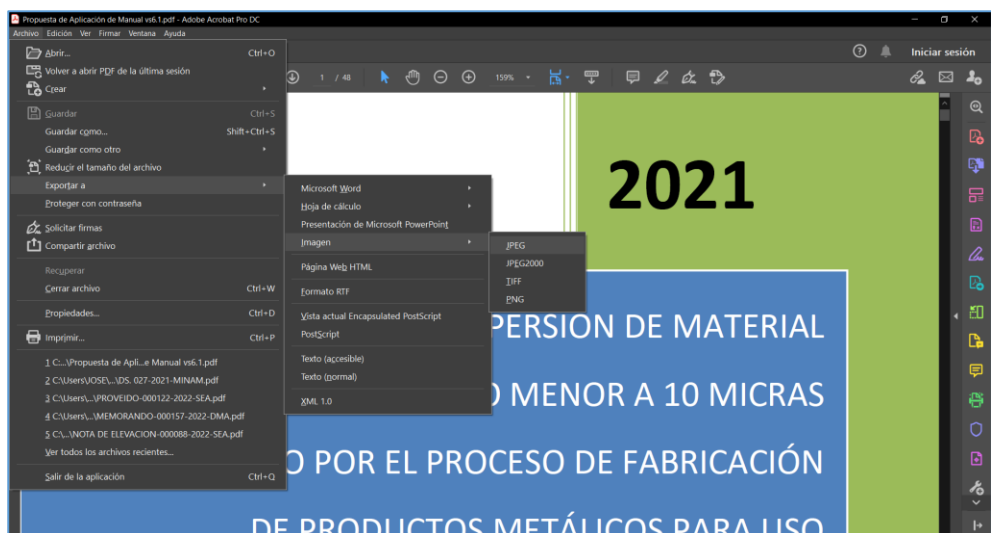 Propuesta de Aplicación de Manual vs6.1.pdf - Adobe Acrobat Pro DC
Archivo Edición Ver Firmar Ventana Ayuda
Iniciar sesión
1 / 48
159%
Abrir... Ctrl+O
Volver a abrir PDF de la última sesión
Crear
Guardar Ctrl+S
Guardar como... Shift+Ctrl+S
Guardar como otro
Reducir el tamaño del archivo
Exportar a
Proteger con contraseña
Solicitar firmas
Compartir archivo
Recuperar
Cerrar archivo Ctrl+W
Propiedades... Ctrl+D
Imprimir... Ctrl+P
1 C:...\Propuesta de Apli...e Manual vs6.1.pdf
2 C:\Users\JOSE\...\DS. 027-2021-MINAM.pdf
3 C:\Users\...\PROVEIDO-000122-2022-SEA.pdf
4 C:\Users\...\MEMORANDO-000157-2022-DMA.pdf
5 C:\...\NOTA DE ELEVACION-000088-2022-SEA.pdf
Ver todos los archivos recientes...
Salir de la aplicación Ctrl+Q
Microsoft Word
Hoja de cálculo
Presentación de Microsoft PowerPoint
Imagen
Página Web HTML
Formato RTF
Vista actual Encapsulated PostScript
PostScript
Texto (accesible)
Texto (normal)
XML 1.0
JPEG
JPEG2000
TIFF
PNG
2021
PERSION DE MATERIAL
O MENOR A 10 MICRAS
O POR EL PROCESO DE FABRICACIÓN
DE PRODUCTOS METÁLICOS PARA USO